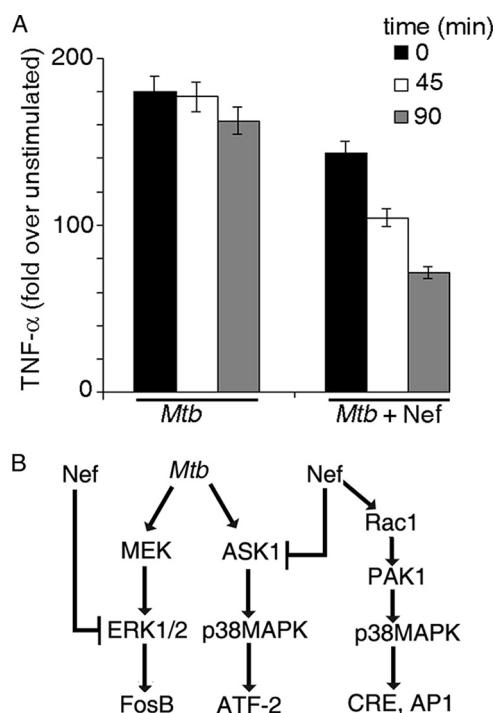 A
time (min)
0
45
90
TNF-α (fold over unstimulated)
200
100
0
Mtb
Mtb + Nef
B
Nef
Mtb
Nef
Rac1
MEK
ASK1
PAK1
ERK1/2
p38MAPK
p38MAPK
FosB
ATF-2
CRE, AP1